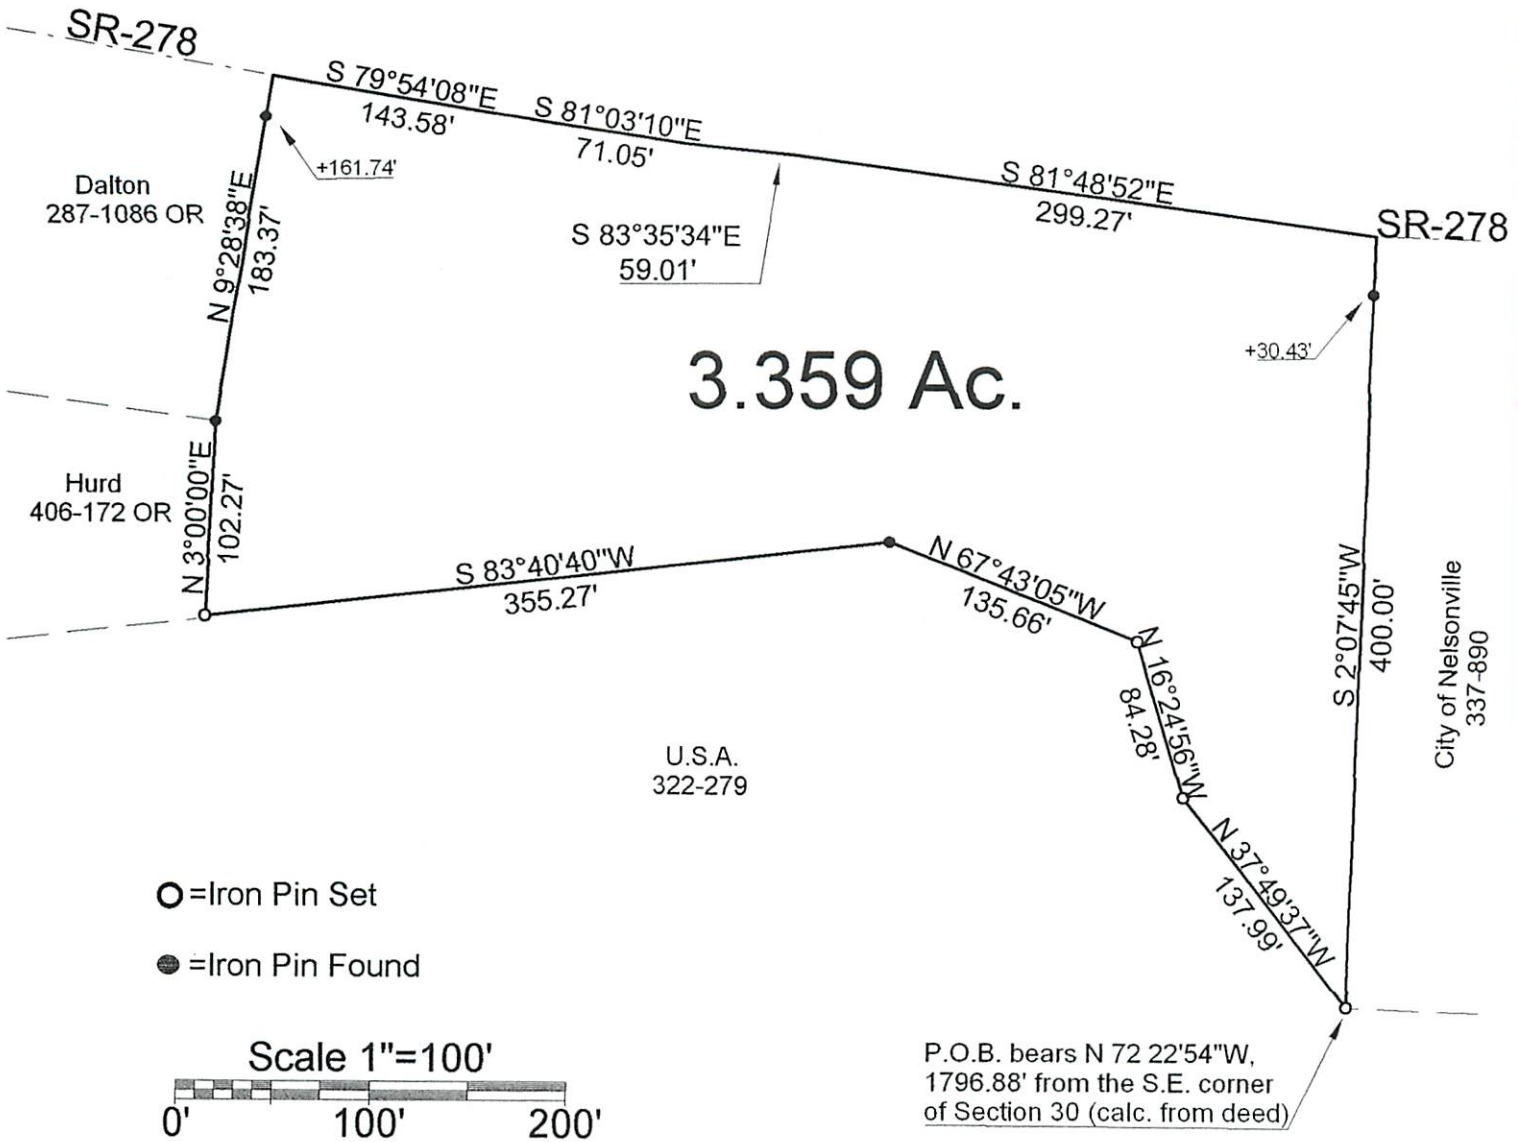 SR-278
S 79°54'08"E
143.58'
S 81°03'10"E
71.05'
S 81°48'52"E
299.27'
SR-278
+161.74'
Dalton
287-1086 OR
N 9°28'38"E
183.37'
S 83°35'34"E
59.01'
+30.43'
3.359 Ac.
Hurd
406-172 OR
N 3°00'00"E
102.27'
S 83°40'40"W
355.27'
N 67°43'05"W
135.66'
N 16°24'56"W
84.28'
S 2°07'45"W
400.00'
City of Nelsonville
337-890
U.S.A.
322-279
N 37°49'37"W
137.99'
=Iron Pin Set
=Iron Pin Found
Scale 1"=100'
0' 100' 200'
P.O.B. bears N 72 22'54"W,
1796.88' from the S.E. corner
of Section 30 (calc. from deed)